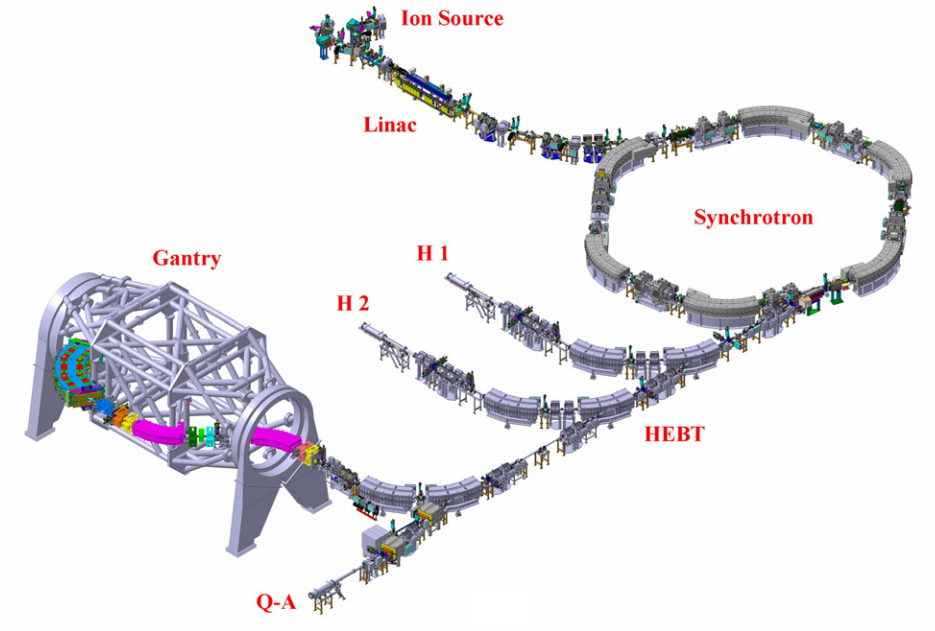 Ion Source
Linac
Synchrotron
Gantry
H 1
H 2
HEBT
Q-A